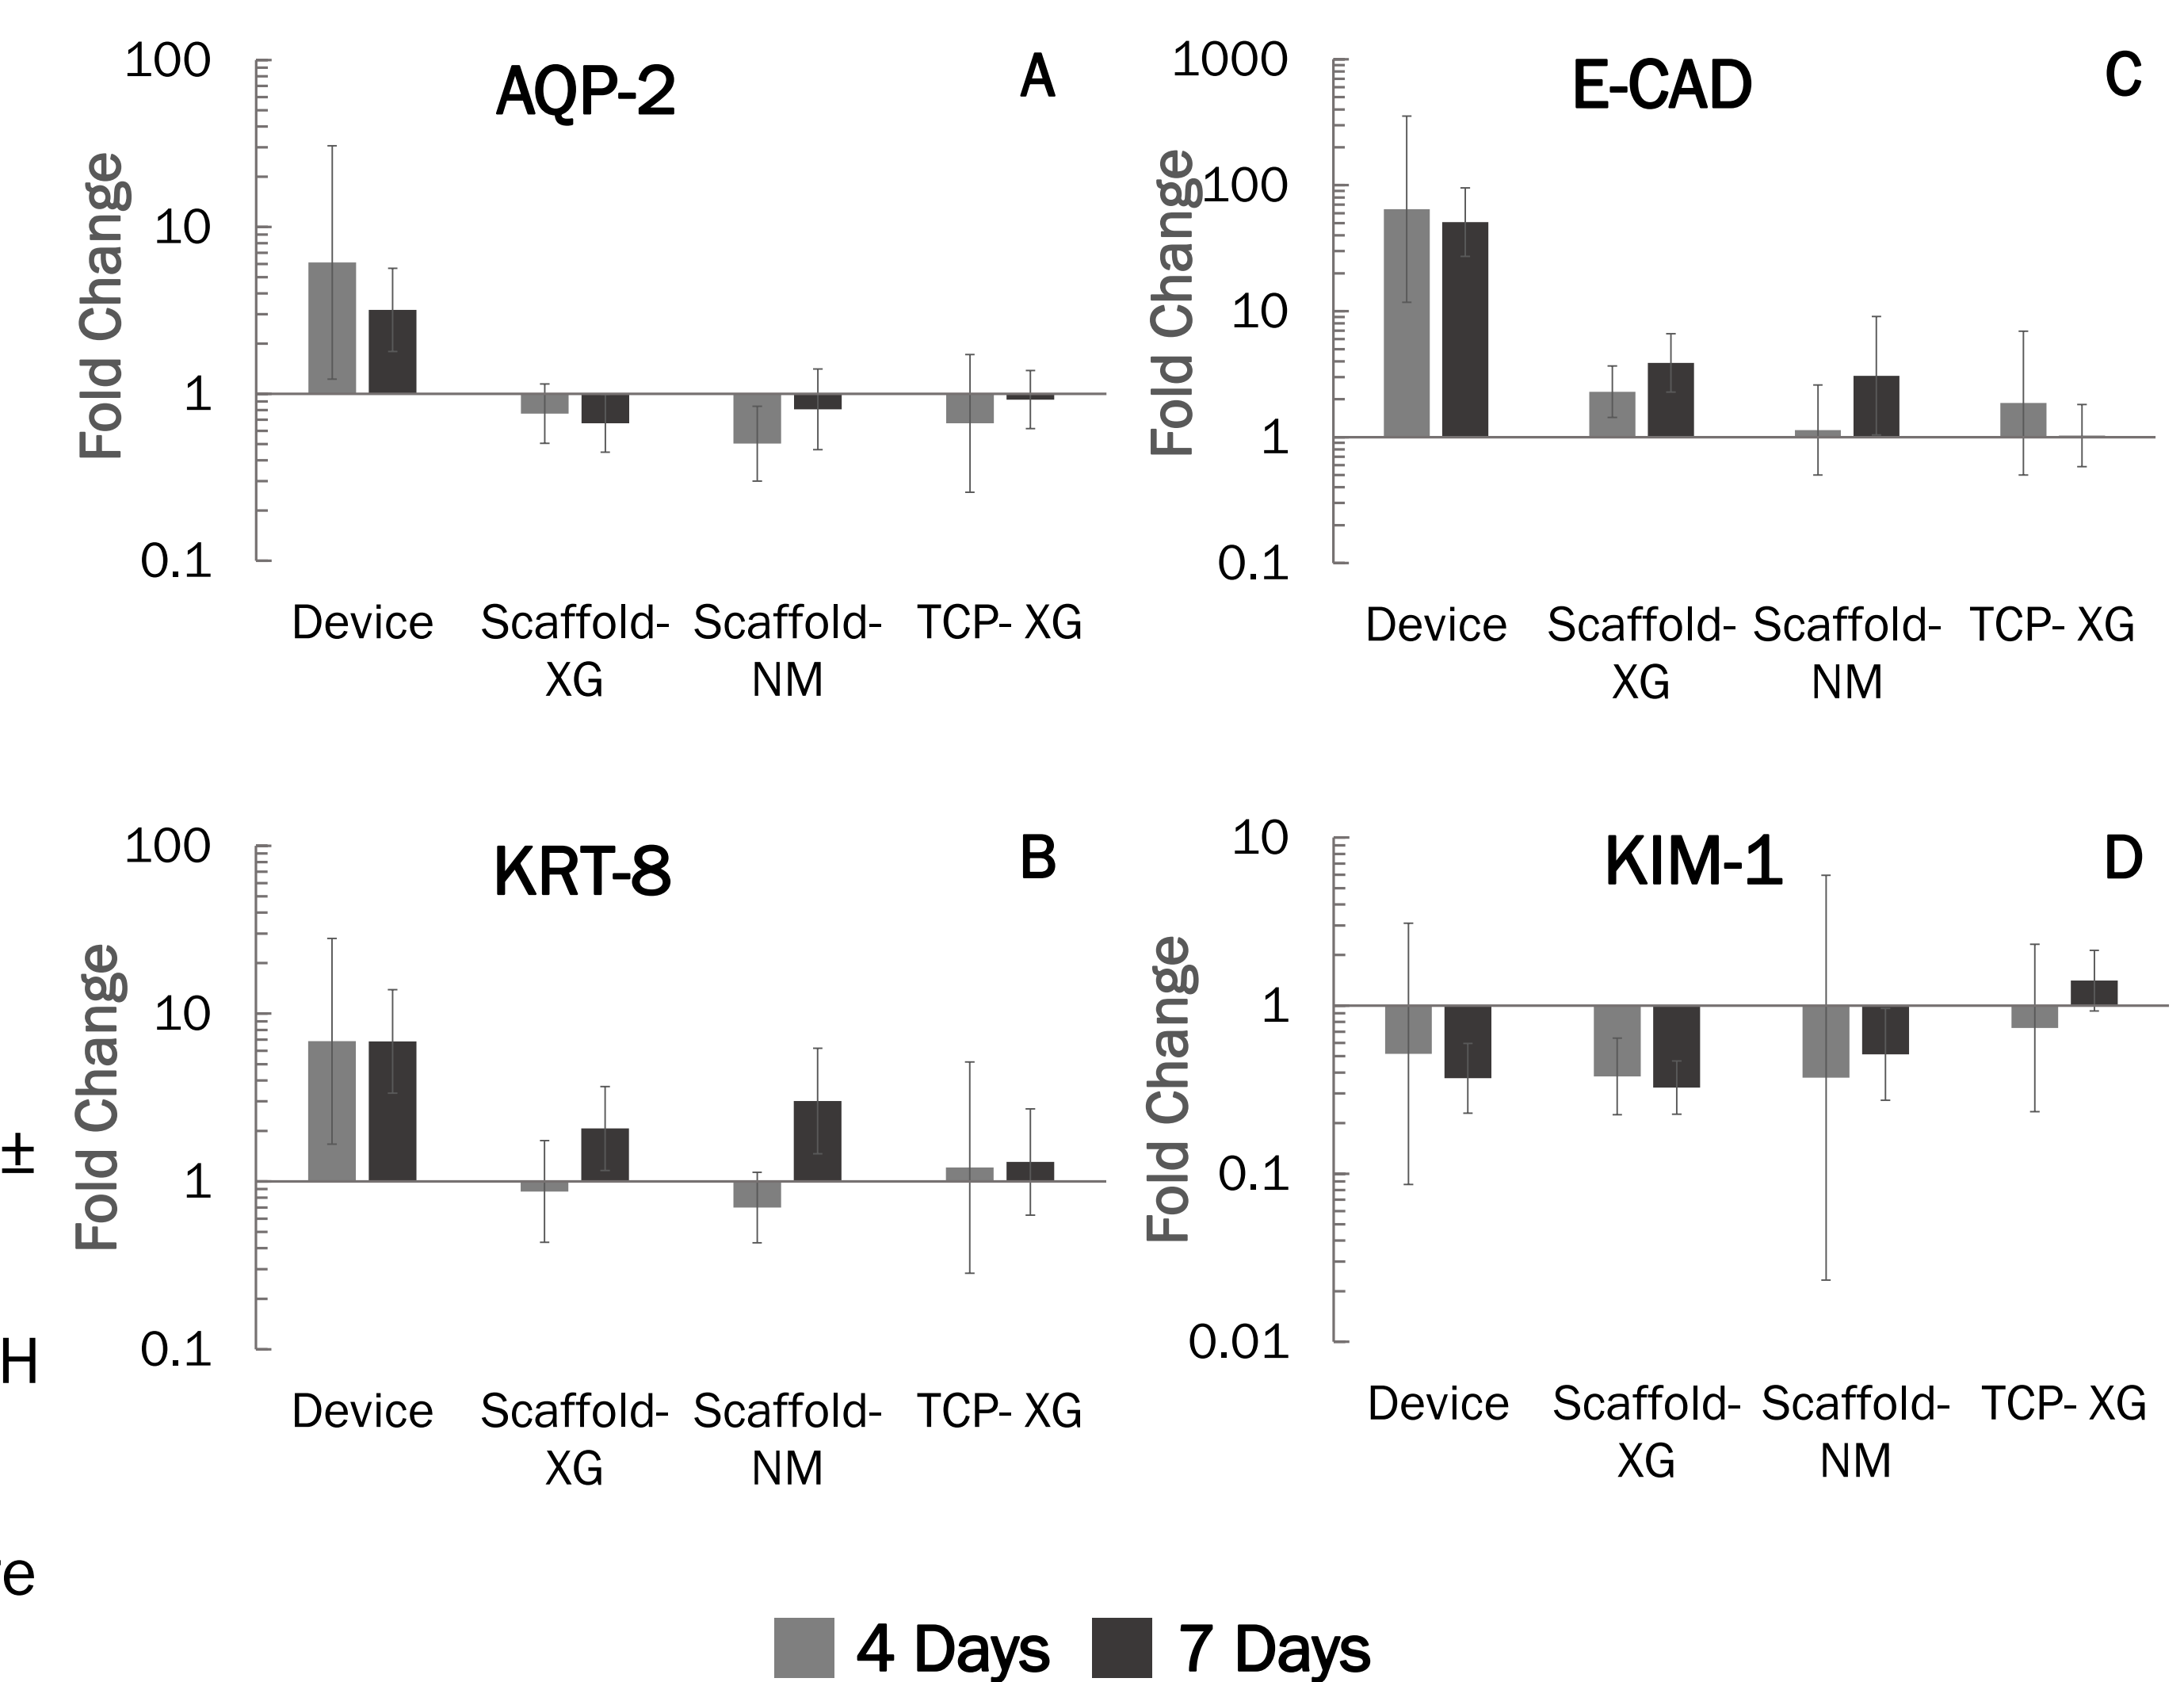 AQP-2
A
Fold Change
100
10
1
0.1
Device
Scaffold-
XG
Scaffold-
NM
TCP- XG
E-CAD
C
Fold Change
1000
100
10
1
0.1
Device
Scaffold-
XG
Scaffold-
NM
TCP- XG
KRT-8
B
Fold Change
100
10
1
0.1
Device
Scaffold-
XG
Scaffold-
NM
TCP- XG
KIM-1
D
Fold Change
10
1
0.1
0.01
Device
Scaffold-
XG
Scaffold-
NM
TCP- XG
±
H
e
4 Days
7 Days